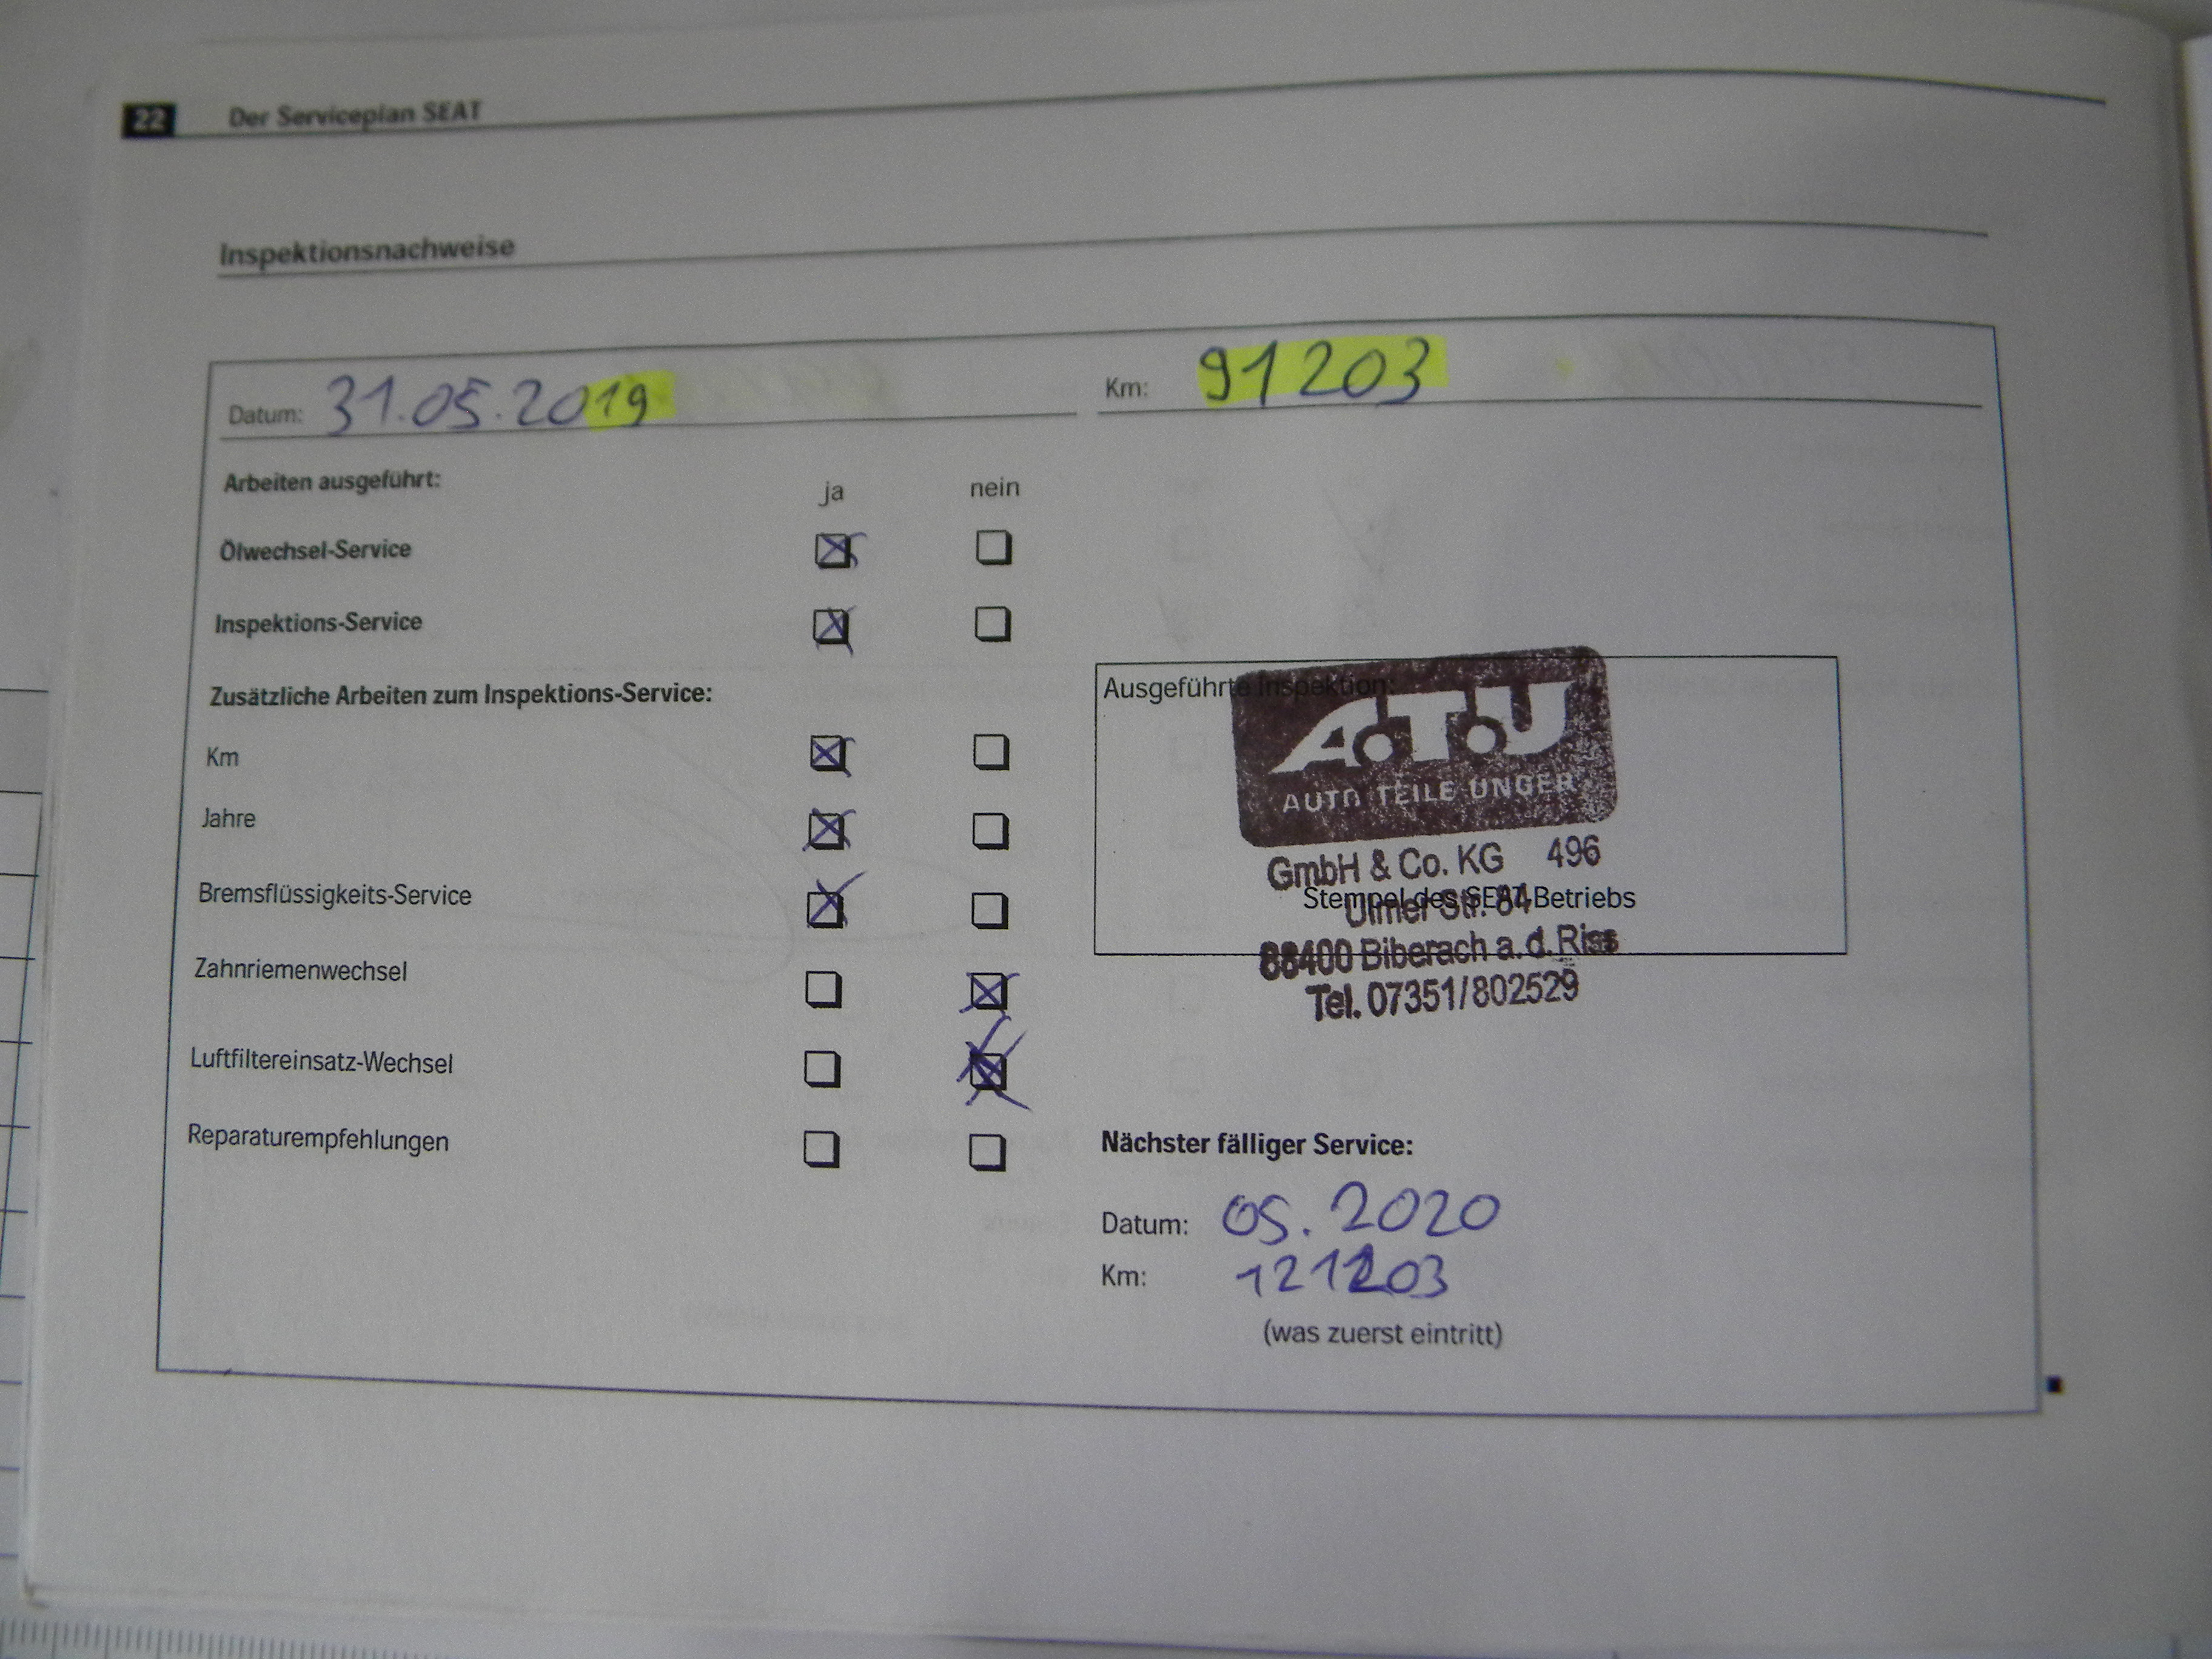 22 Der Serviceplan SEAT
Inspektionsnachweise
Datum: 31.05.2019 Km: 91203
Arbeiten ausgeführt: ja nein
Ölwechsel-Service
Inspektions-Service
Zusätzliche Arbeiten zum Inspektions-Service:
Km
Jahre
Bremsflüssigkeits-Service
Zahnriemenwechsel
Luftfiltereinsatz-Wechsel
Reparaturempfehlungen
Ausgeführte Inspektion:
A.T.U
AUTO TEILE UNGER
GmbH & Co. KG 496
Stempel des SEAT-Betriebs
Ulmer Str. 84
88400 Biberach a. d. Riss
Tel. 07351/802529
Nächster fälliger Service:
Datum: 05.2020
Km: 121203
(was zuerst eintritt)